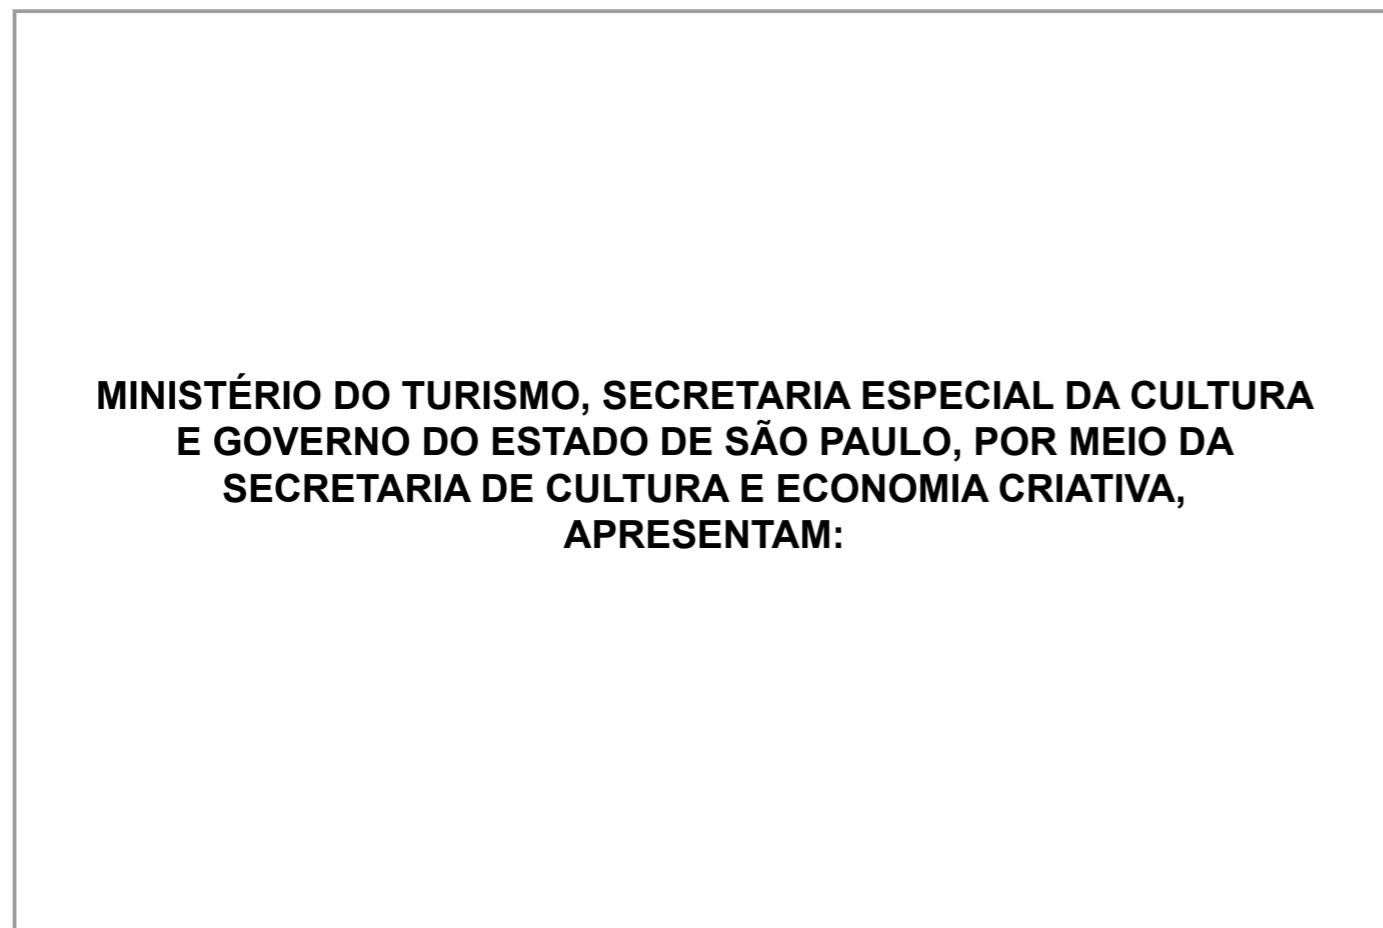 MINISTÉRIO DO TURISMO, SECRETARIA ESPECIAL DA CULTURA
E GOVERNO DO ESTADO DE SÃO PAULO, POR MEIO DA
SECRETARIA DE CULTURA E ECONOMIA CRIATIVA,
APRESENTAM: